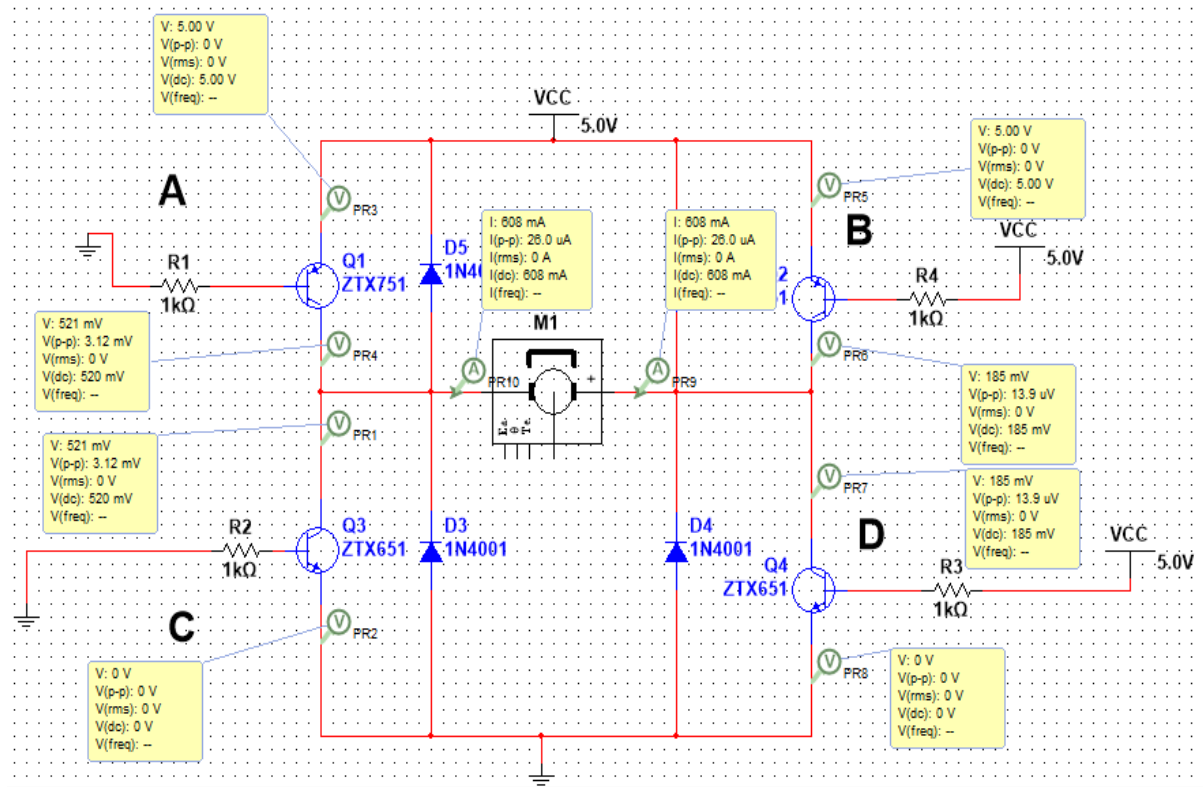 V: 5.00 V
V(p-p): 0 V
V(rms): 0 V
V(dc): 5.00 V
V(freq): --
VCC
5.0V
V: 5.00 V
V(p-p): 0 V
V(rms): 0 V
V(dc): 5.00 V
V(freq): --
A
V
PR3
V
PR5
I: 608 mA
I(p-p): 26.0 uA
I(rms): 0 A
I(dc): 608 mA
I(freq): --
I: 608 mA
I(p-p): 26.0 uA
I(rms): 0 A
I(dc): 608 mA
I(freq): --
B
VCC
5.0V
R1
1kΩ
Q1
ZTX751
D5
1N40
2
1
R4
1kΩ
V: 521 mV
V(p-p): 3.12 mV
V(rms): 0 V
V(dc): 520 mV
V(freq): --
V
PR4
M1
A
PR10
A
PR9
+
Ea
θ
Te
V
PR6
V: 185 mV
V(p-p): 13.9 uV
V(rms): 0 V
V(dc): 185 mV
V(freq): --
V: 521 mV
V(p-p): 3.12 mV
V(rms): 0 V
V(dc): 520 mV
V(freq): --
V
PR1
V
PR7
V: 185 mV
V(p-p): 13.9 uV
V(rms): 0 V
V(dc): 185 mV
V(freq): --
R2
1kΩ
Q3
ZTX651
D3
1N4001
D4
1N4001
D
Q4
ZTX651
R3
1kΩ
VCC
5.0V
C
V
PR2
V: 0 V
V(p-p): 0 V
V(rms): 0 V
V(dc): 0 V
V(freq): --
V
PR8
V: 0 V
V(p-p): 0 V
V(rms): 0 V
V(dc): 0 V
V(freq): --